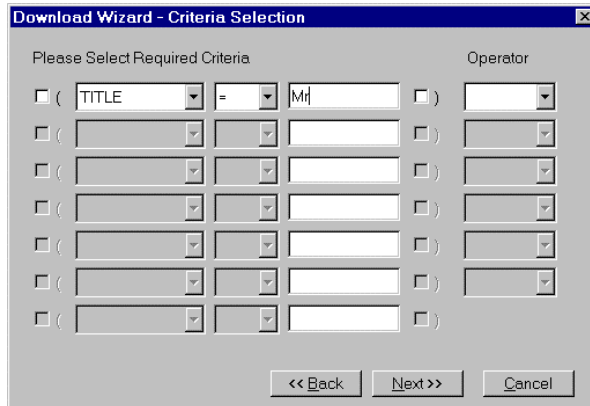 Download Wizard - Criteria Selection
Please Select Required Criteria Operator
( TITLE = Mr )
( )
( )
( )
( )
( )
( )
<< Back Next >> Cancel